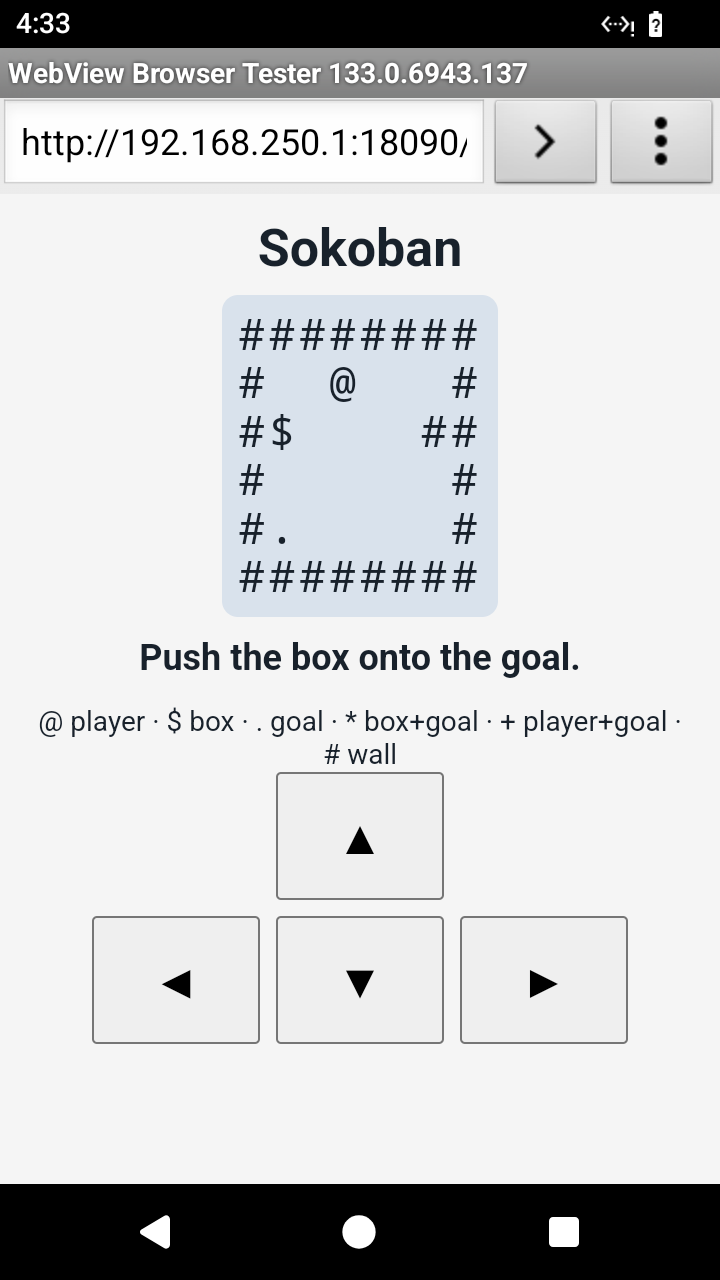 4:33
WebView Browser Tester 133.0.6943.137
http://192.168.250.1:18090/
Sokoban
########
#  @   #
#$    ##
#      #
#.     #
########
Push the box onto the goal.
@ player · $ box · . goal · * box+goal · + player+goal ·
# wall
▲
◀ ▼ ▶